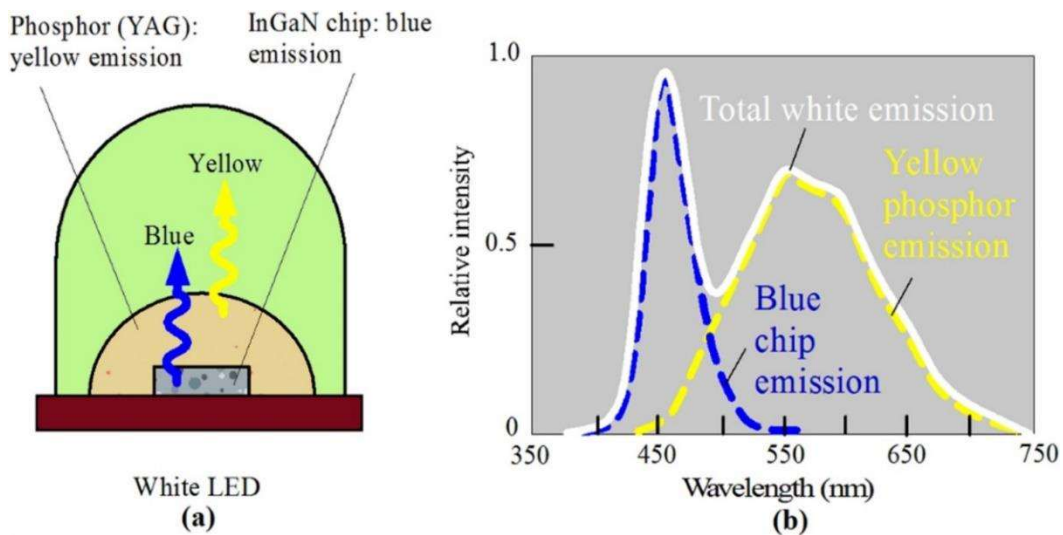 Phosphor (YAG):
yellow emission
InGaN chip: blue
emission
Yellow
Blue
White LED
(a)
1.0
Total white emission
Yellow
phosphor
emission
0.5
Relative intensity
Blue
chip
emission
0
350
450
550
650
750
Wavelength (nm)
(b)